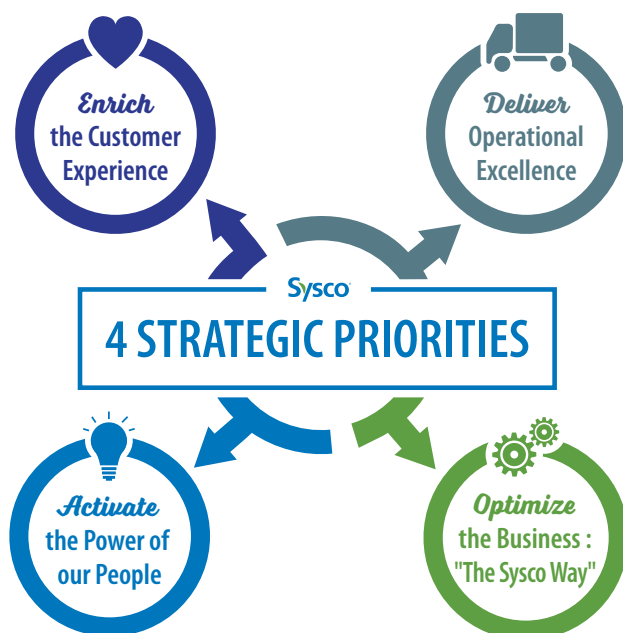 Enrich
the Customer
Experience
Deliver
Operational
Excellence
Sysco
4 STRATEGIC PRIORITIES
Activate
the Power of
our People
Optimize
the Business :
"The Sysco Way"